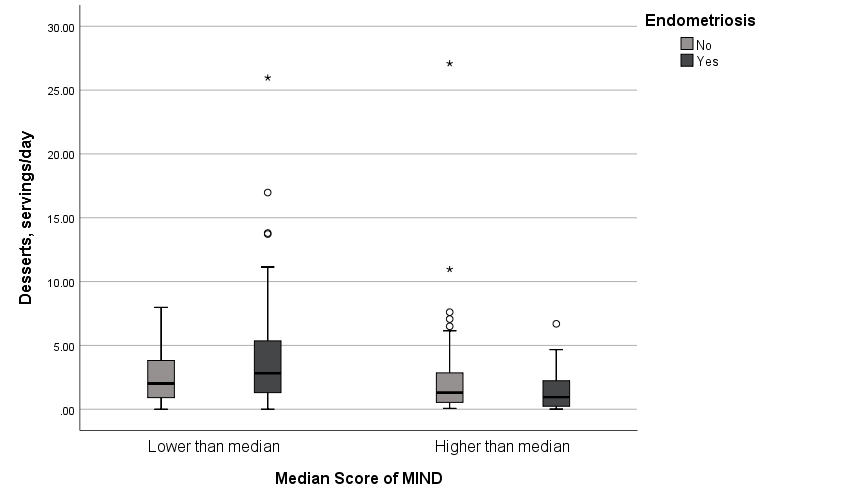 Endometriosis
No
Yes
Desserts, servings/day
30.00
25.00
20.00
15.00
10.00
5.00
.00
Lower than median
Higher than median
Median Score of MIND